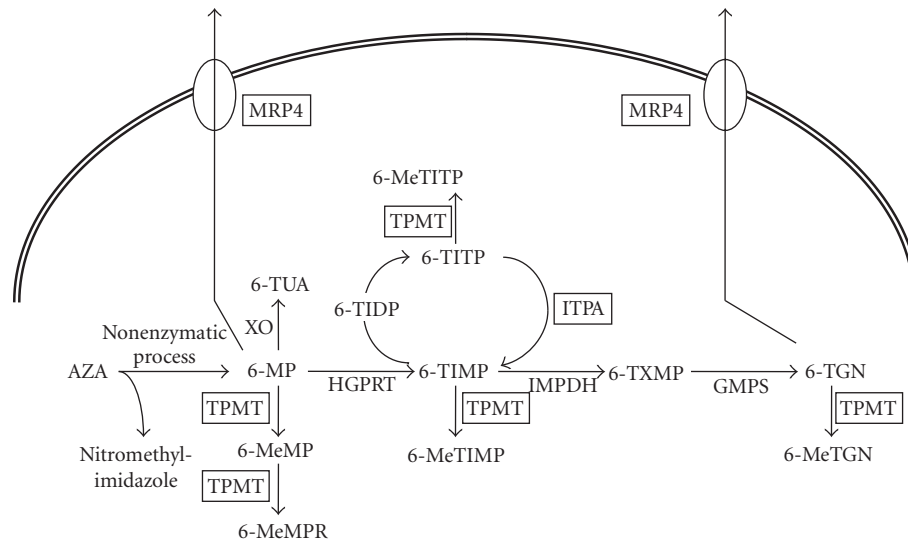 MRP4
MRP4
6-MeTITP
TPMT
6-TITP
6-TUA
6-TIDP
ITPA
XO
Nonenzymatic
process
AZA
6-MP
HGPRT
6-TIMP
IMPDH
6-TXMP
GMPS
6-TGN
TPMT
TPMT
TPMT
Nitromethyl-
imidazole
6-MeMP
6-MeTIMP
6-MeTGN
TPMT
6-MeMPR